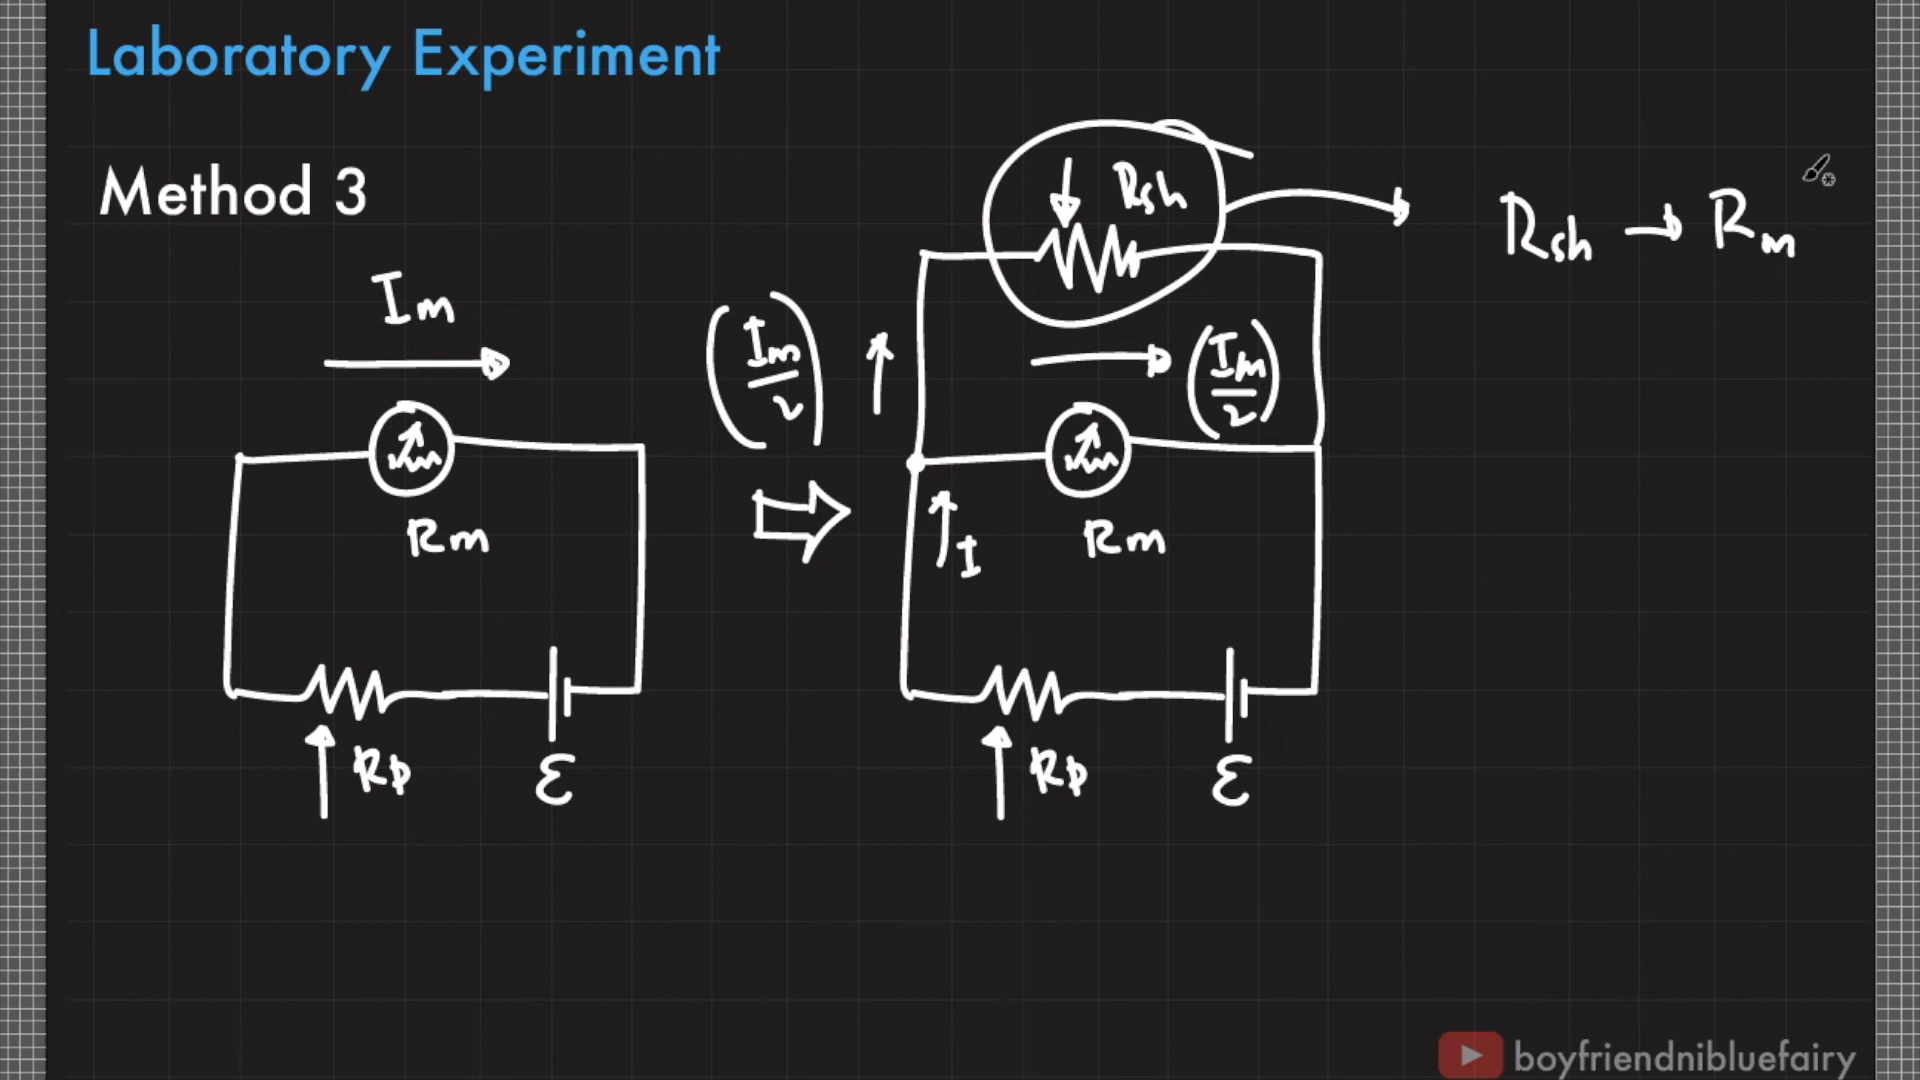 Laboratory Experiment
Method 3
Im
Rm
Rp
ε
(Im/2)
Rsh
(Im/2)
I
Rm
Rp
ε
Rsh → Rm
boyfriendnibluefairy